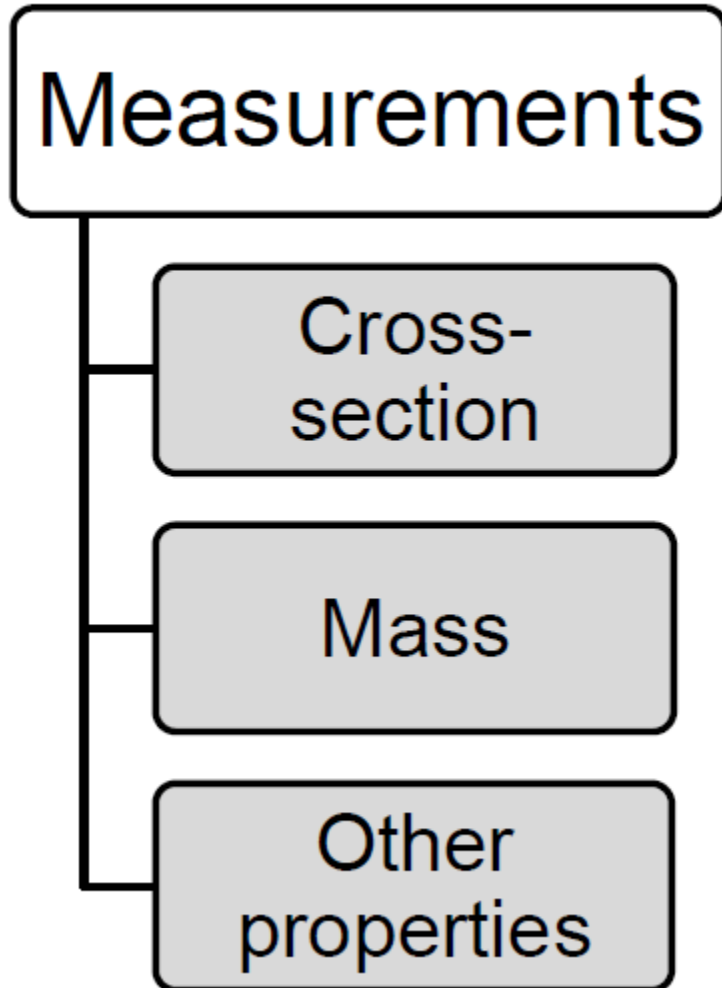 Measurements
Cross-
section
Mass
Other
properties